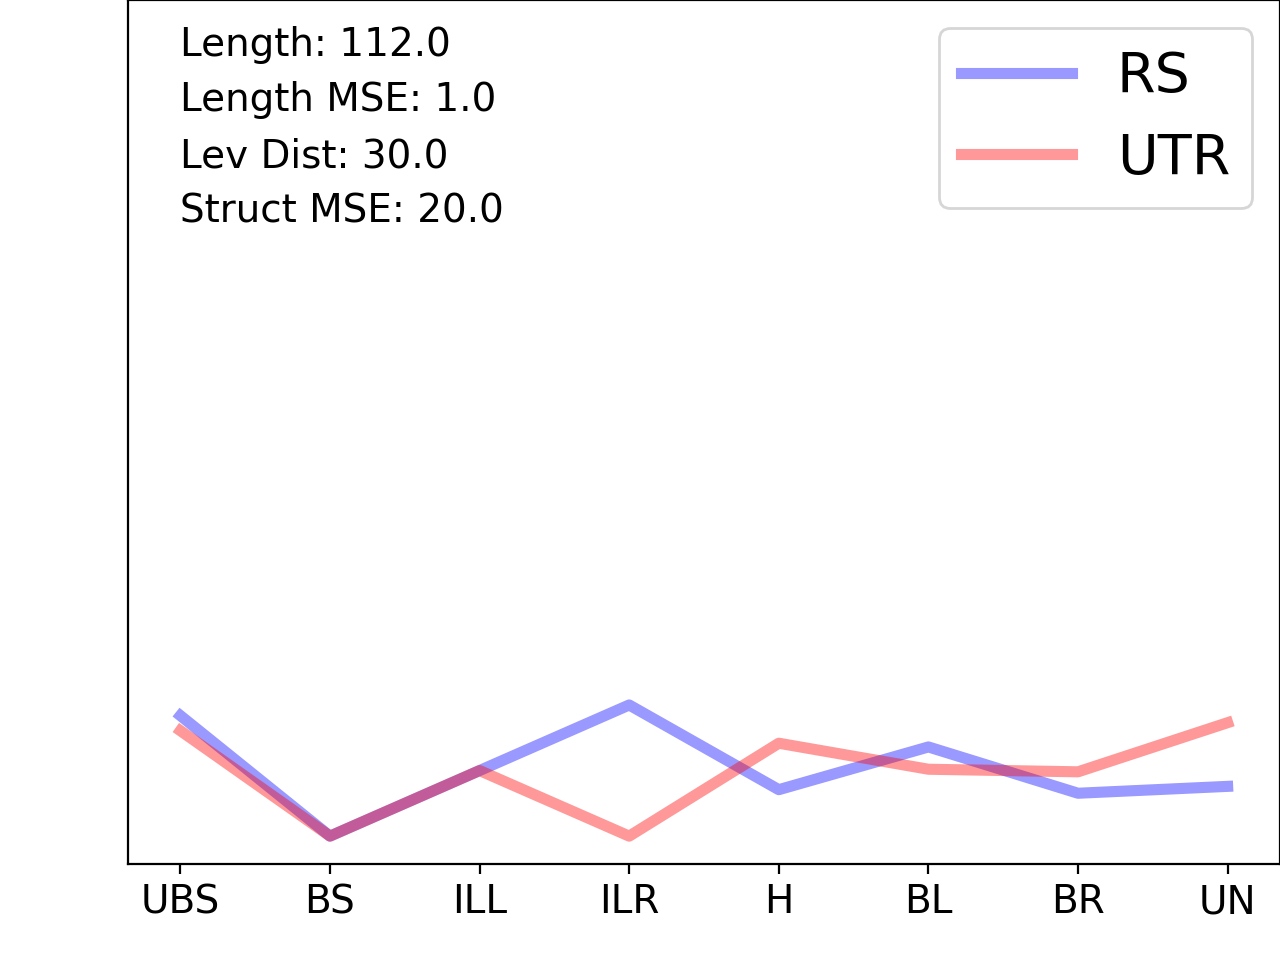 Length: 112.0
Length MSE: 1.0
Lev Dist: 30.0
Struct MSE: 20.0
RS
UTR
UBS BS ILL ILR H BL BR UN